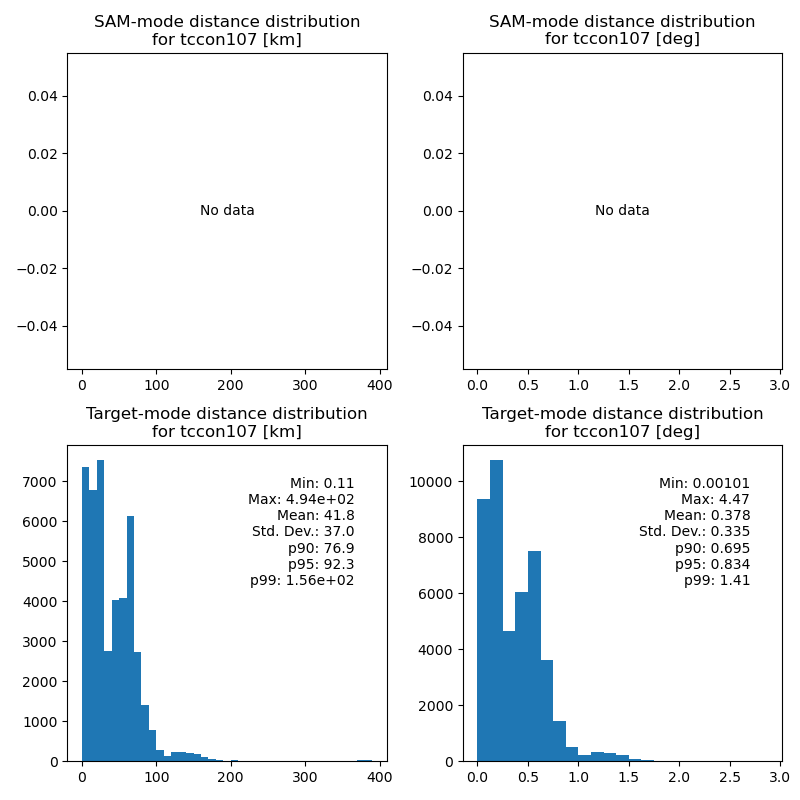 SAM-mode distance distribution
for tccon107 [km]
0.04
0.02
0.00
−0.02
−0.04
No data
0
100
200
300
400
SAM-mode distance distribution
for tccon107 [deg]
0.04
0.02
0.00
−0.02
−0.04
No data
0.0
0.5
1.0
1.5
2.0
2.5
3.0
Target-mode distance distribution
for tccon107 [km]
7000
6000
5000
4000
3000
2000
1000
0
Min: 0.11
Max: 4.94e+02
Mean: 41.8
Std. Dev.: 37.0
p90: 76.9
p95: 92.3
p99: 1.56e+02
0
100
200
300
400
Target-mode distance distribution
for tccon107 [deg]
10000
8000
6000
4000
2000
0
Min: 0.00101
Max: 4.47
Mean: 0.378
Std. Dev.: 0.335
p90: 0.695
p95: 0.834
p99: 1.41
0.0
0.5
1.0
1.5
2.0
2.5
3.0